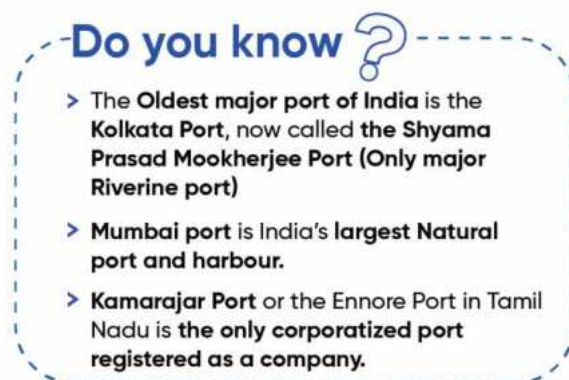 Do you know ?
> The Oldest major port of India is the
Kolkata Port, now called the Shyama
Prasad Mookherjee Port (Only major
Riverine port)
> Mumbai port is India's largest Natural
port and harbour.
> Kamarajar Port or the Ennore Port in Tamil
Nadu is the only corporatized port
registered as a company.